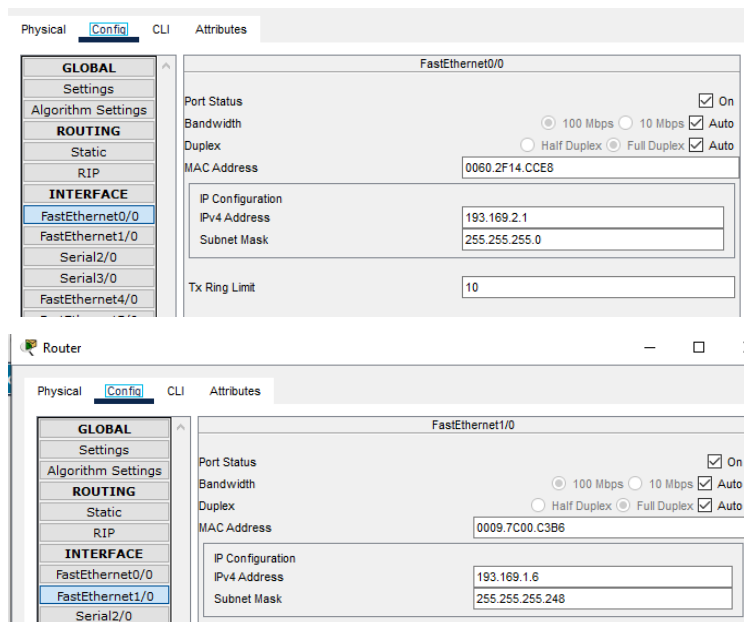 Physical Config CLI Attributes
GLOBAL FastEthernet0/0
Settings
Algorithm Settings Port Status On
ROUTING Bandwidth 100 Mbps 10 Mbps Auto
Static Duplex Half Duplex Full Duplex Auto
RIP MAC Address 0060.2F14.CCE8
INTERFACE IP Configuration
FastEthernet0/0 IPv4 Address 193.169.2.1
FastEthernet1/0 Subnet Mask 255.255.255.0
Serial2/0
Serial3/0 Tx Ring Limit 10
FastEthernet4/0
Router
Physical Config CLI Attributes
GLOBAL FastEthernet1/0
Settings
Algorithm Settings Port Status On
ROUTING Bandwidth 100 Mbps 10 Mbps Auto
Static Duplex Half Duplex Full Duplex Auto
RIP MAC Address 0009.7C00.C3B6
INTERFACE IP Configuration
FastEthernet0/0 IPv4 Address 193.169.1.6
FastEthernet1/0 Subnet Mask 255.255.255.248
Serial2/0